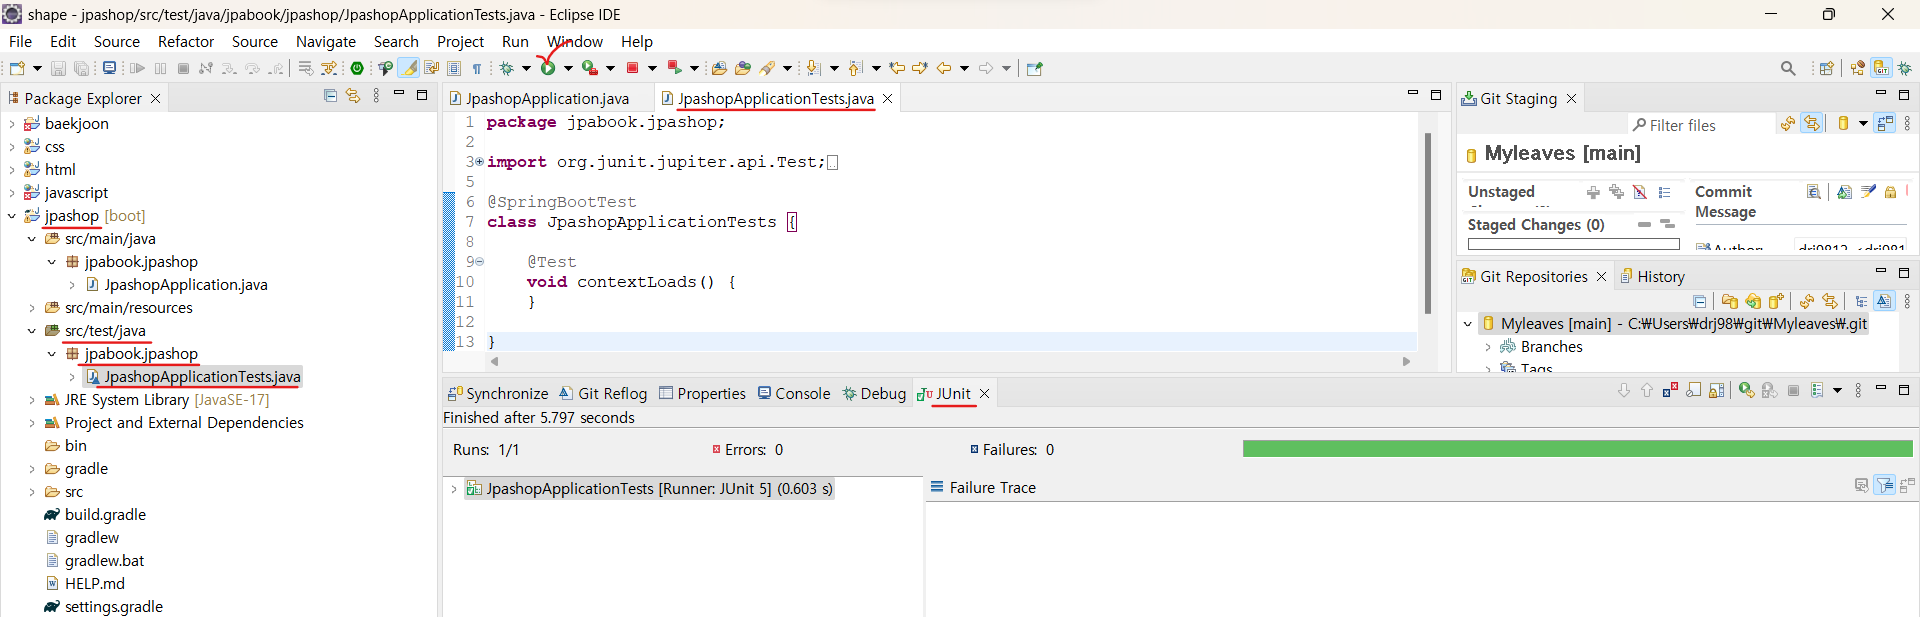 shape - jpashop/src/test/java/jpabook/jpashop/JpashopApplicationTests.java - Eclipse IDE
File Edit Source Refactor Source Navigate Search Project Run Window Help
Package Explorer
baekjoon
css
html
javascript
jpashop [boot]
src/main/java
jpabook.jpashop
JpashopApplication.java
src/main/resources
src/test/java
jpabook.jpashop
JpashopApplicationTests.java
JRE System Library [JavaSE-17]
Project and External Dependencies
bin
gradle
src
build.gradle
gradlew
gradlew.bat
HELP.md
settings.gradle
JpashopApplication.java JpashopApplicationTests.java
1 package jpabook.jpashop;
2
3 import org.junit.jupiter.api.Test;
5
6 @SpringBootTest
7 class JpashopApplicationTests {
8
9 @Test
10 void contextLoads() {
11 }
12
13 }
Synchronize Git Reflog Properties Console Debug JUnit
Finished after 5.797 seconds
Runs: 1/1 Errors: 0 Failures: 0
JpashopApplicationTests [Runner: JUnit 5] (0.603 s)
Failure Trace
Git Staging
Filter files
Myleaves [main]
Unstaged
Staged Changes (0)
Commit
Message
Git Repositories History
Myleaves [main] - C:₩Users₩drj98₩git₩Myleaves₩.git
Branches
Tags